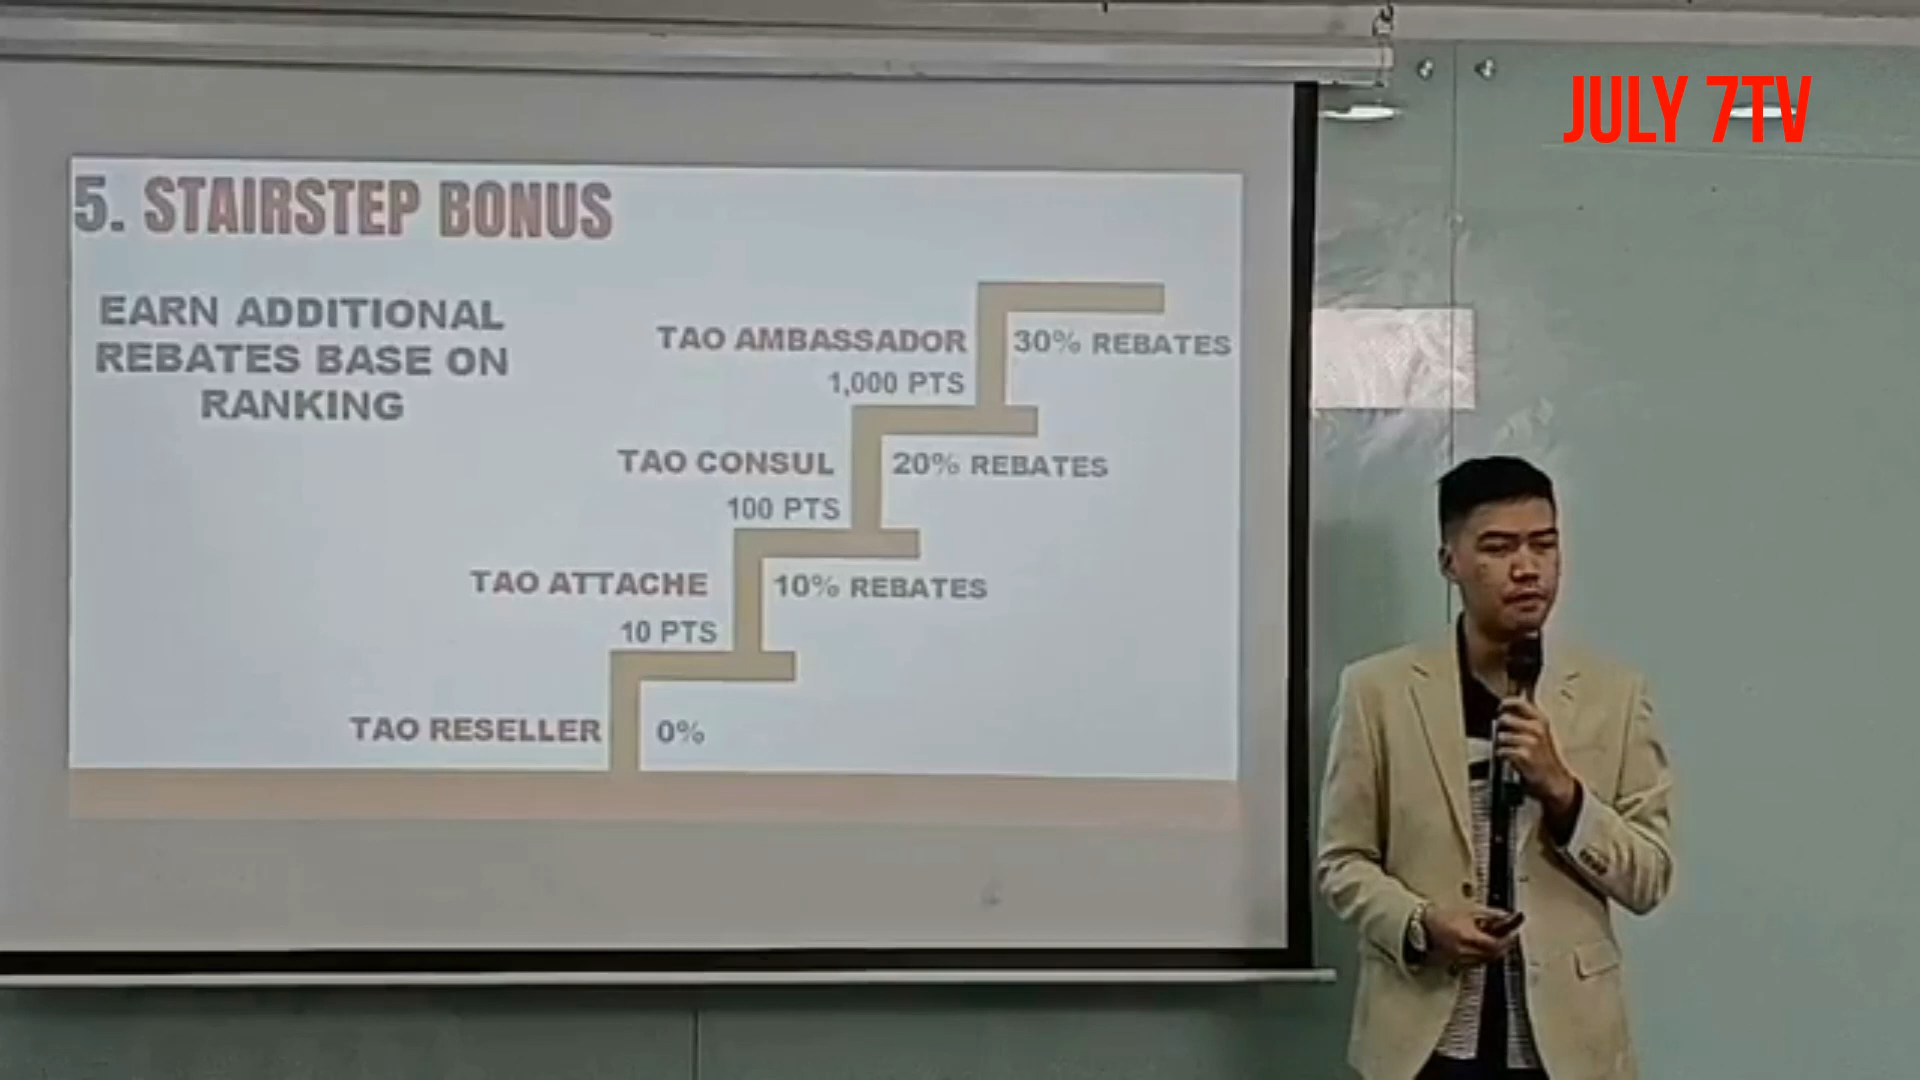 JULY 7TV
5. STAIRSTEP BONUS
EARN ADDITIONAL
REBATES BASE ON
RANKING
TAO AMBASSADOR
30% REBATES
1,000 PTS
TAO CONSUL
20% REBATES
100 PTS
TAO ATTACHE
10% REBATES
10 PTS
TAO RESELLER
0%